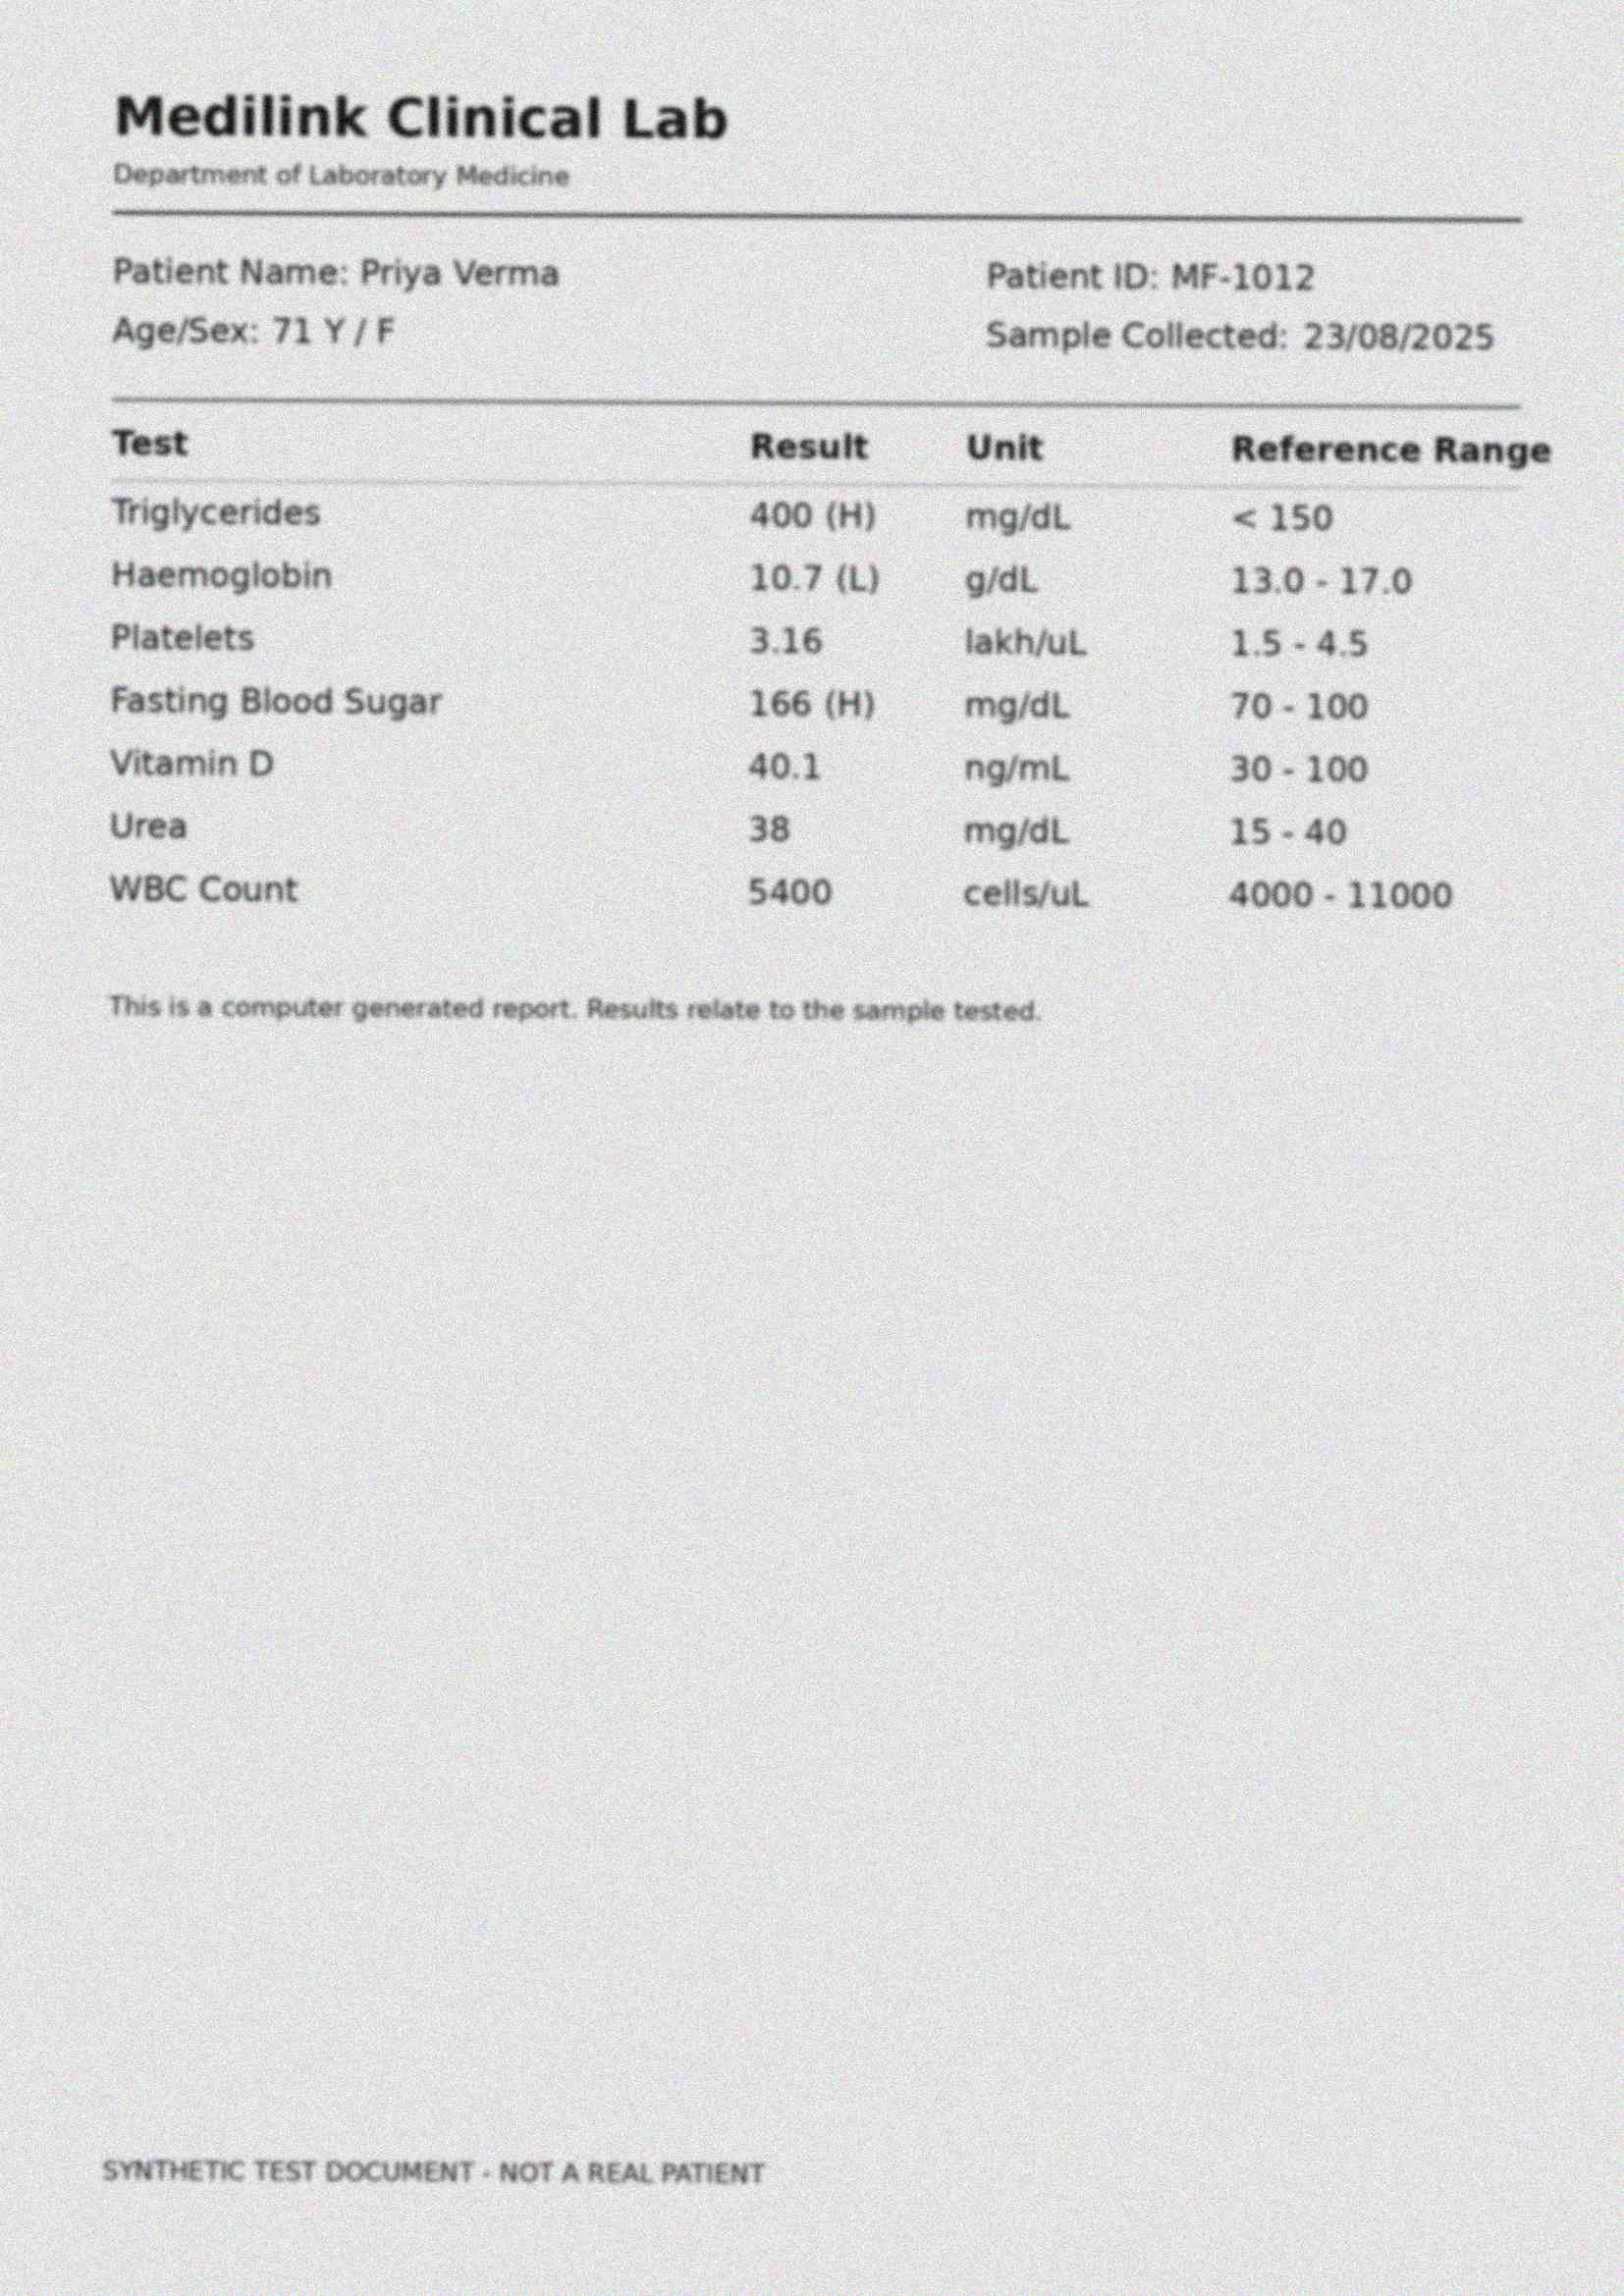 Medilink Clinical Lab
Department of Laboratory Medicine
Patient Name: Priya Verma Patient ID: MF-1012
Age/Sex: 71 Y / F Sample Collected: 23/08/2025
Test Result Unit Reference Range
Triglycerides 400 (H) mg/dL < 150
Haemoglobin 10.7 (L) g/dL 13.0 - 17.0
Platelets 3.16 lakh/uL 1.5 - 4.5
Fasting Blood Sugar 166 (H) mg/dL 70 - 100
Vitamin D 40.1 ng/mL 30 - 100
Urea 38 mg/dL 15 - 40
WBC Count 5400 cells/uL 4000 - 11000
This is a computer generated report. Results relate to the sample tested.
SYNTHETIC TEST DOCUMENT - NOT A REAL PATIENT